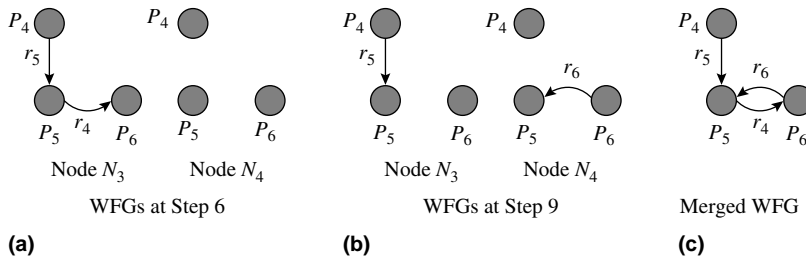 P4 P4 P4 P4 P4
r5 r5 r6 r5 r6
r4 r4
P5 P6 P5 P6 P5 P6 P5 P6 P5 P6
Node N3 Node N4 Node N3 Node N4
WFGs at Step 6 WFGs at Step 9 Merged WFG
(a) (b) (c)